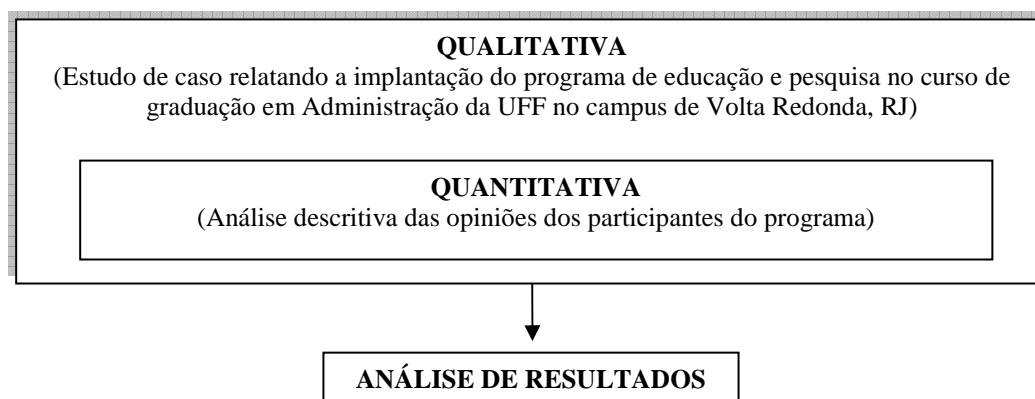 QUALITATIVA
(Estudo de caso relatando a implantação do programa de educação e pesquisa no curso de
graduação em Administração da UFF no campus de Volta Redonda, RJ)
QUANTITATIVA
(Análise descritiva das opiniões dos participantes do programa)
ANÁLISE DE RESULTADOS